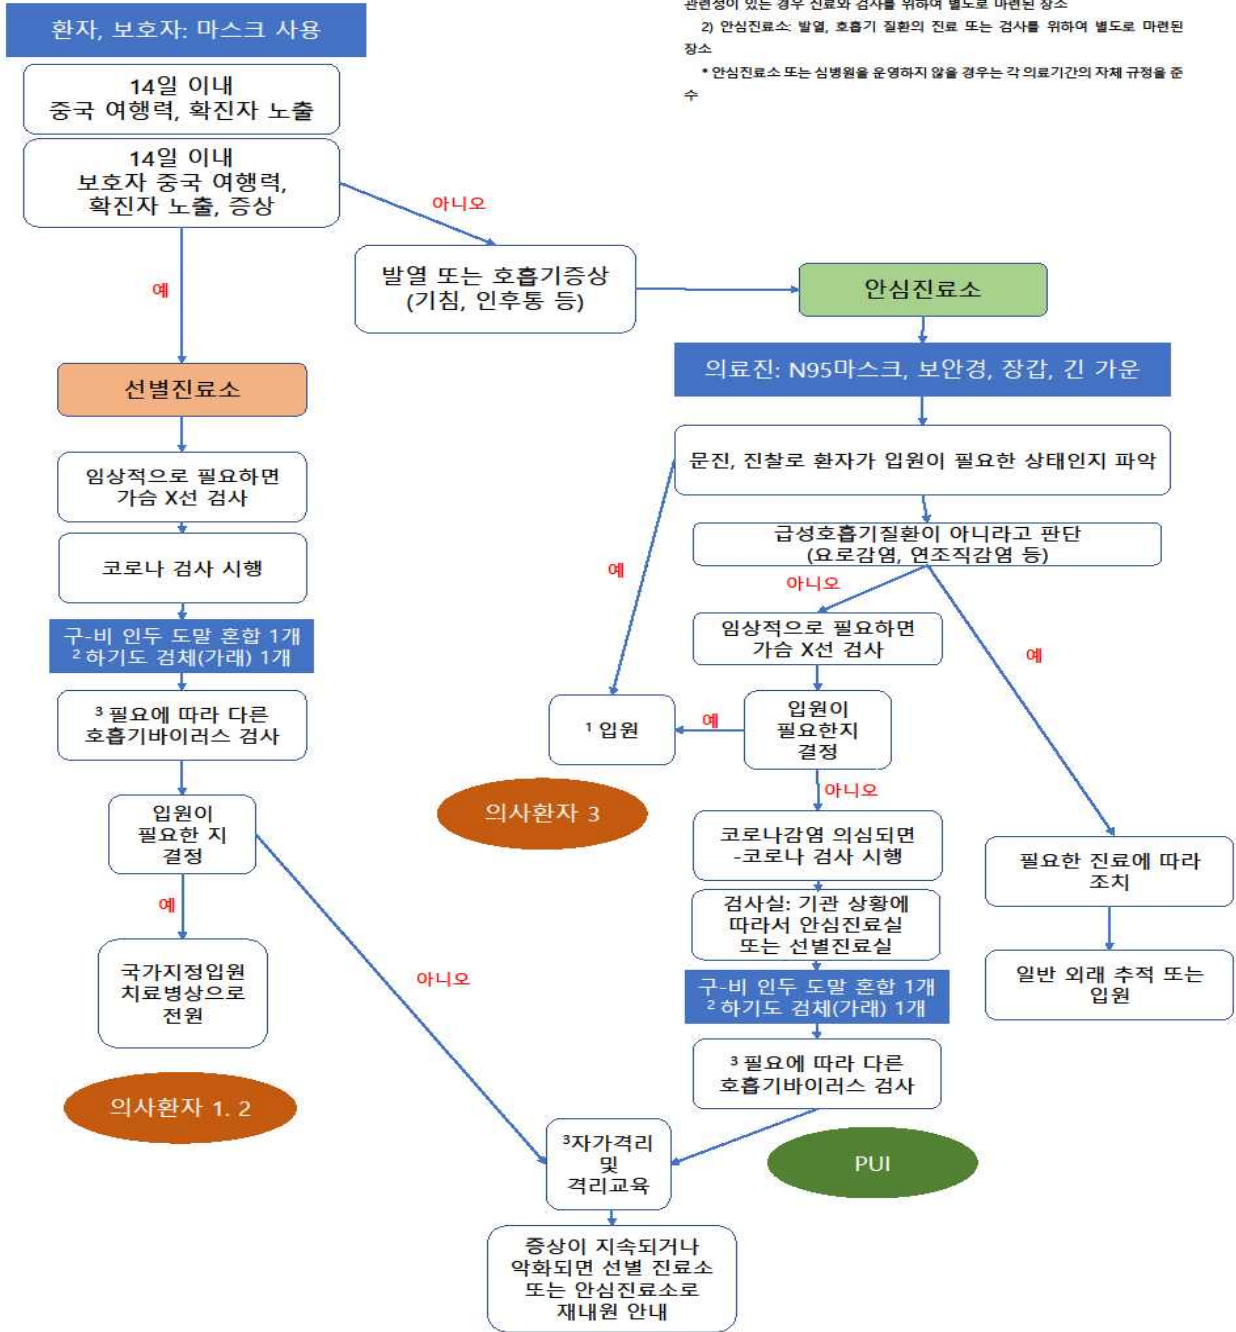 관련성이 있는 경우 진료와 검사를 위하여 별도로 마련된 장소
2) 안심진료소: 발열, 호흡기 질환의 진료 또는 검사를 위하여 별도로 마련된
장소
* 안심진료소 또는 심병원을 운영하지 않을 경우는 각 의료기간의 자체 규정을 준
수
환자, 보호자: 마스크 사용
14일 이내
중국 여행력, 확진자 노출
14일 이내
보호자 중국 여행력,
확진자 노출, 증상
아니오
예
발열 또는 호흡기증상
(기침, 인후통 등)
안심진료소
의료진: N95마스크, 보안경, 장갑, 긴 가운
선별진료소
임상적으로 필요하면
가슴 X선 검사
코로나 검사 시행
구-비 인두 도말 혼합 1개
² 하기도 검체(가래) 1개
³ 필요에 따라 다른
호흡기바이러스 검사
입원이
필요한 지
결정
예
아니오
국가지정입원
치료병상으로
전원
의사환자 1. 2
문진, 진찰로 환자가 입원이 필요한 상태인지 파악
예
급성호흡기질환이 아니라고 판단
(요로감염, 연조직감염 등)
아니오
예
임상적으로 필요하면
가슴 X선 검사
입원이
필요한지
결정
예
¹ 입원
의사환자 3
아니오
코로나감염 의심되면
-코로나 검사 시행
검사실: 기관 상황에
따라서 안심진료실
또는 선별진료실
구-비 인두 도말 혼합 1개
² 하기도 검체(가래) 1개
³ 필요에 따라 다른
호흡기바이러스 검사
PUI
필요한 진료에 따라
조치
일반 외래 추적 또는
입원
³자가격리
및
격리교육
증상이 지속되거나
악화되면 선별 진료소
또는 안심진료소로
재내원 안내